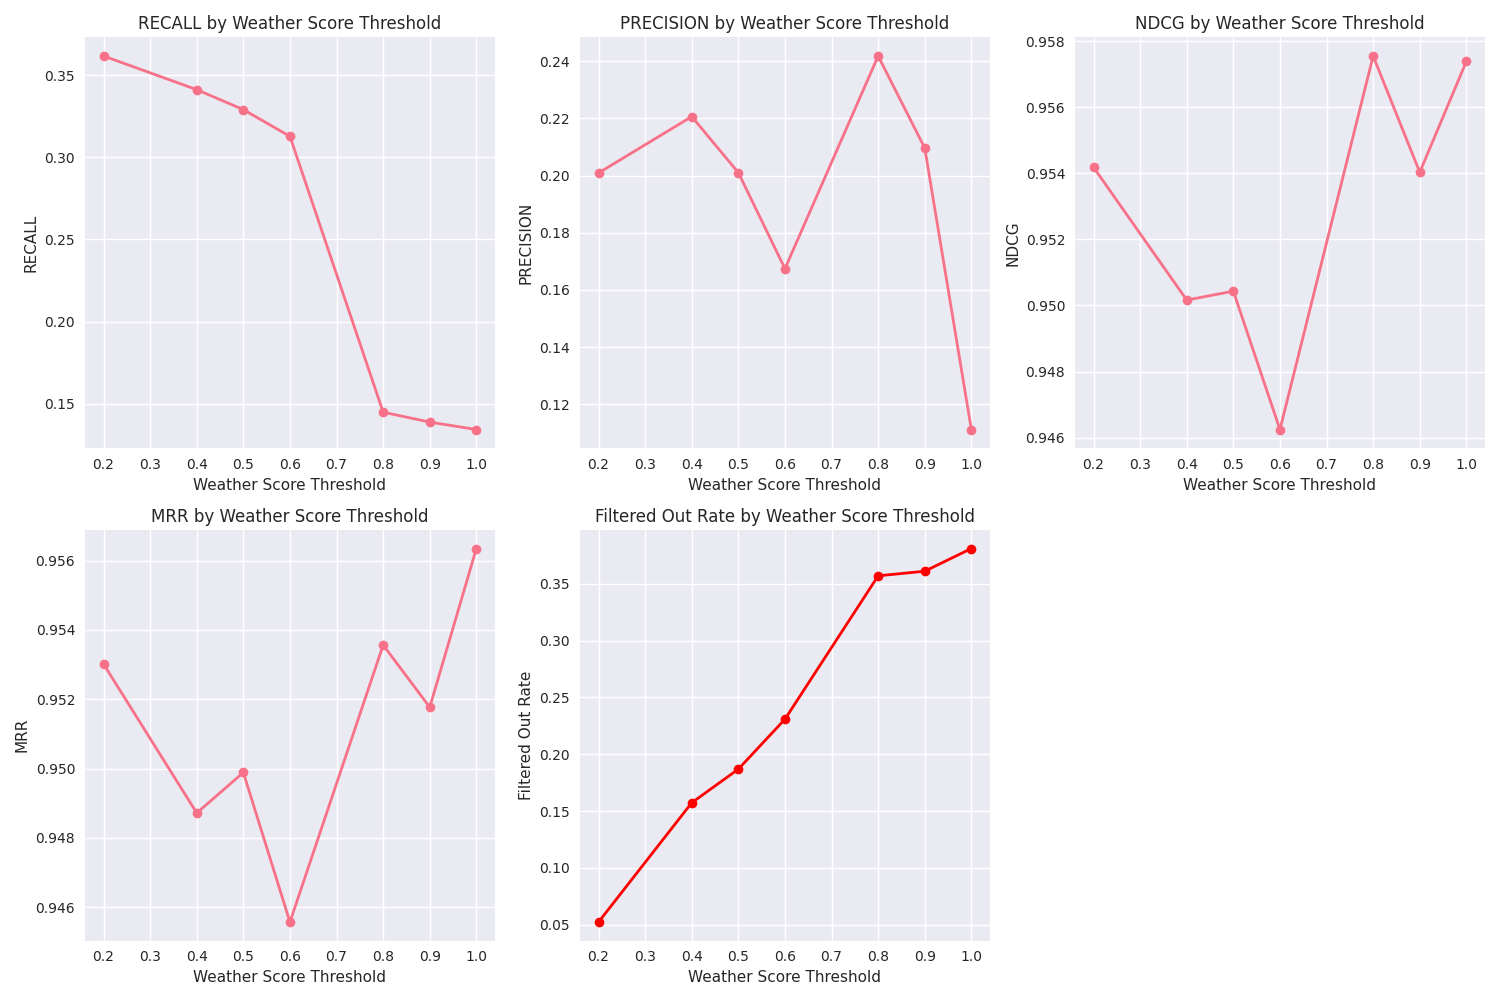 RECALL by Weather Score Threshold
PRECISION by Weather Score Threshold
NDCG by Weather Score Threshold
RECALL
0.35
0.30
0.25
0.20
0.15
0.2 0.3 0.4 0.5 0.6 0.7 0.8 0.9 1.0
Weather Score Threshold
PRECISION
0.24
0.22
0.20
0.18
0.16
0.14
0.12
0.2 0.3 0.4 0.5 0.6 0.7 0.8 0.9 1.0
Weather Score Threshold
NDCG
0.958
0.956
0.954
0.952
0.950
0.948
0.946
0.2 0.3 0.4 0.5 0.6 0.7 0.8 0.9 1.0
Weather Score Threshold
MRR by Weather Score Threshold
Filtered Out Rate by Weather Score Threshold
MRR
0.956
0.954
0.952
0.950
0.948
0.946
0.2 0.3 0.4 0.5 0.6 0.7 0.8 0.9 1.0
Weather Score Threshold
Filtered Out Rate
0.35
0.30
0.25
0.20
0.15
0.10
0.05
0.2 0.3 0.4 0.5 0.6 0.7 0.8 0.9 1.0
Weather Score Threshold